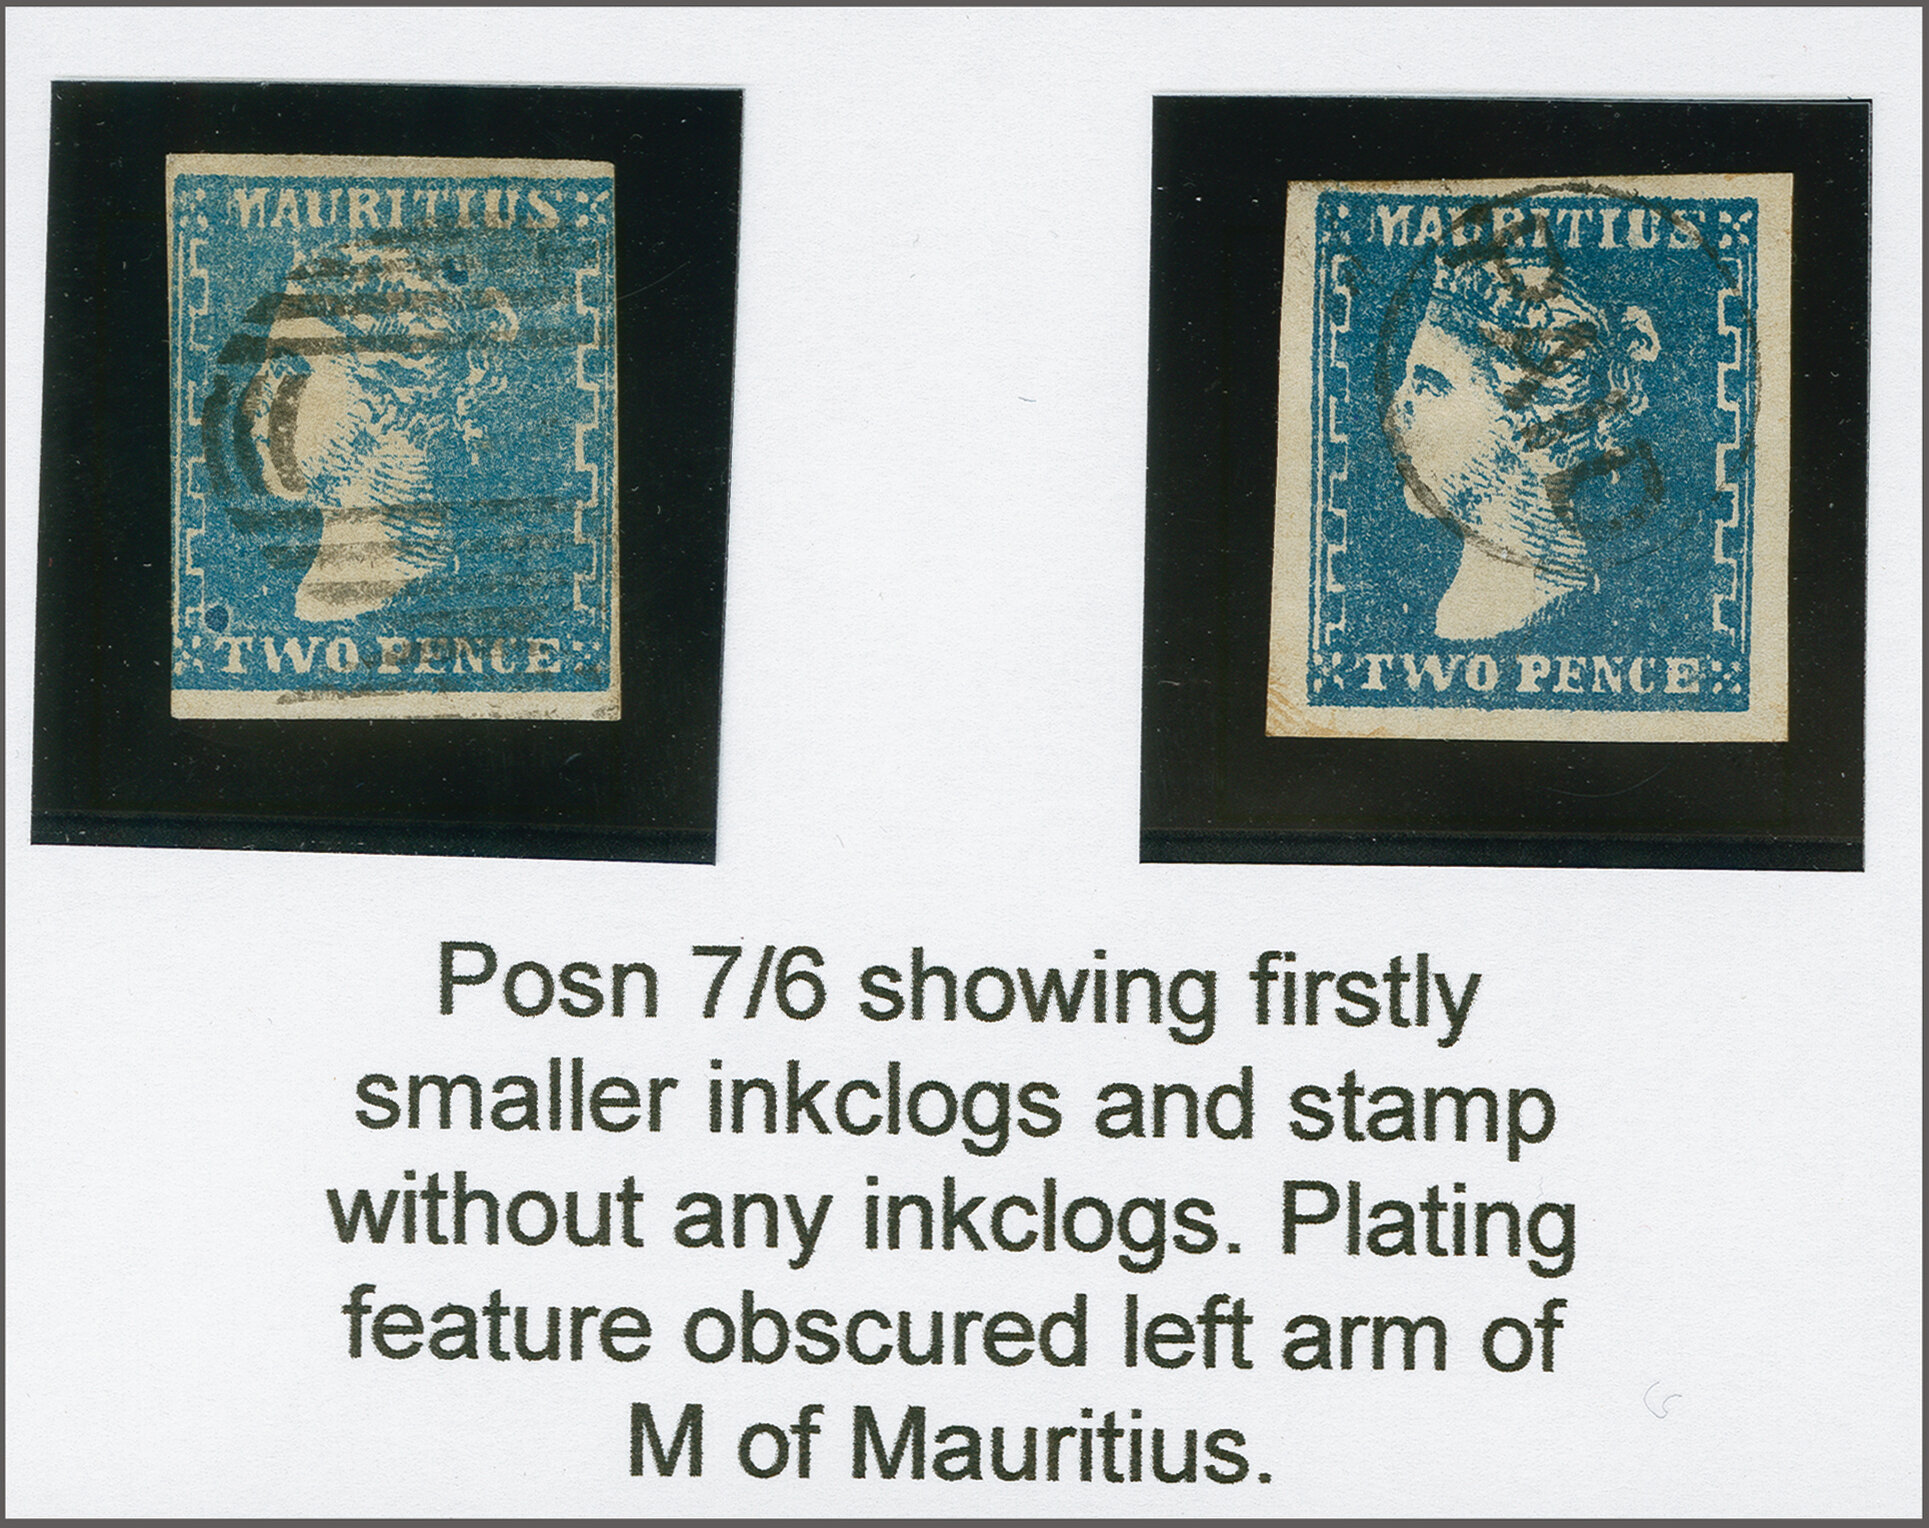 MAURITIUS
TWO PENCE
MAURITIUS
PAID
TWO PENCE
Posn 7/6 showing firstly
smaller inkclogs and stamp
without any inkclogs. Plating
feature obscured left arm of
M of Mauritius.